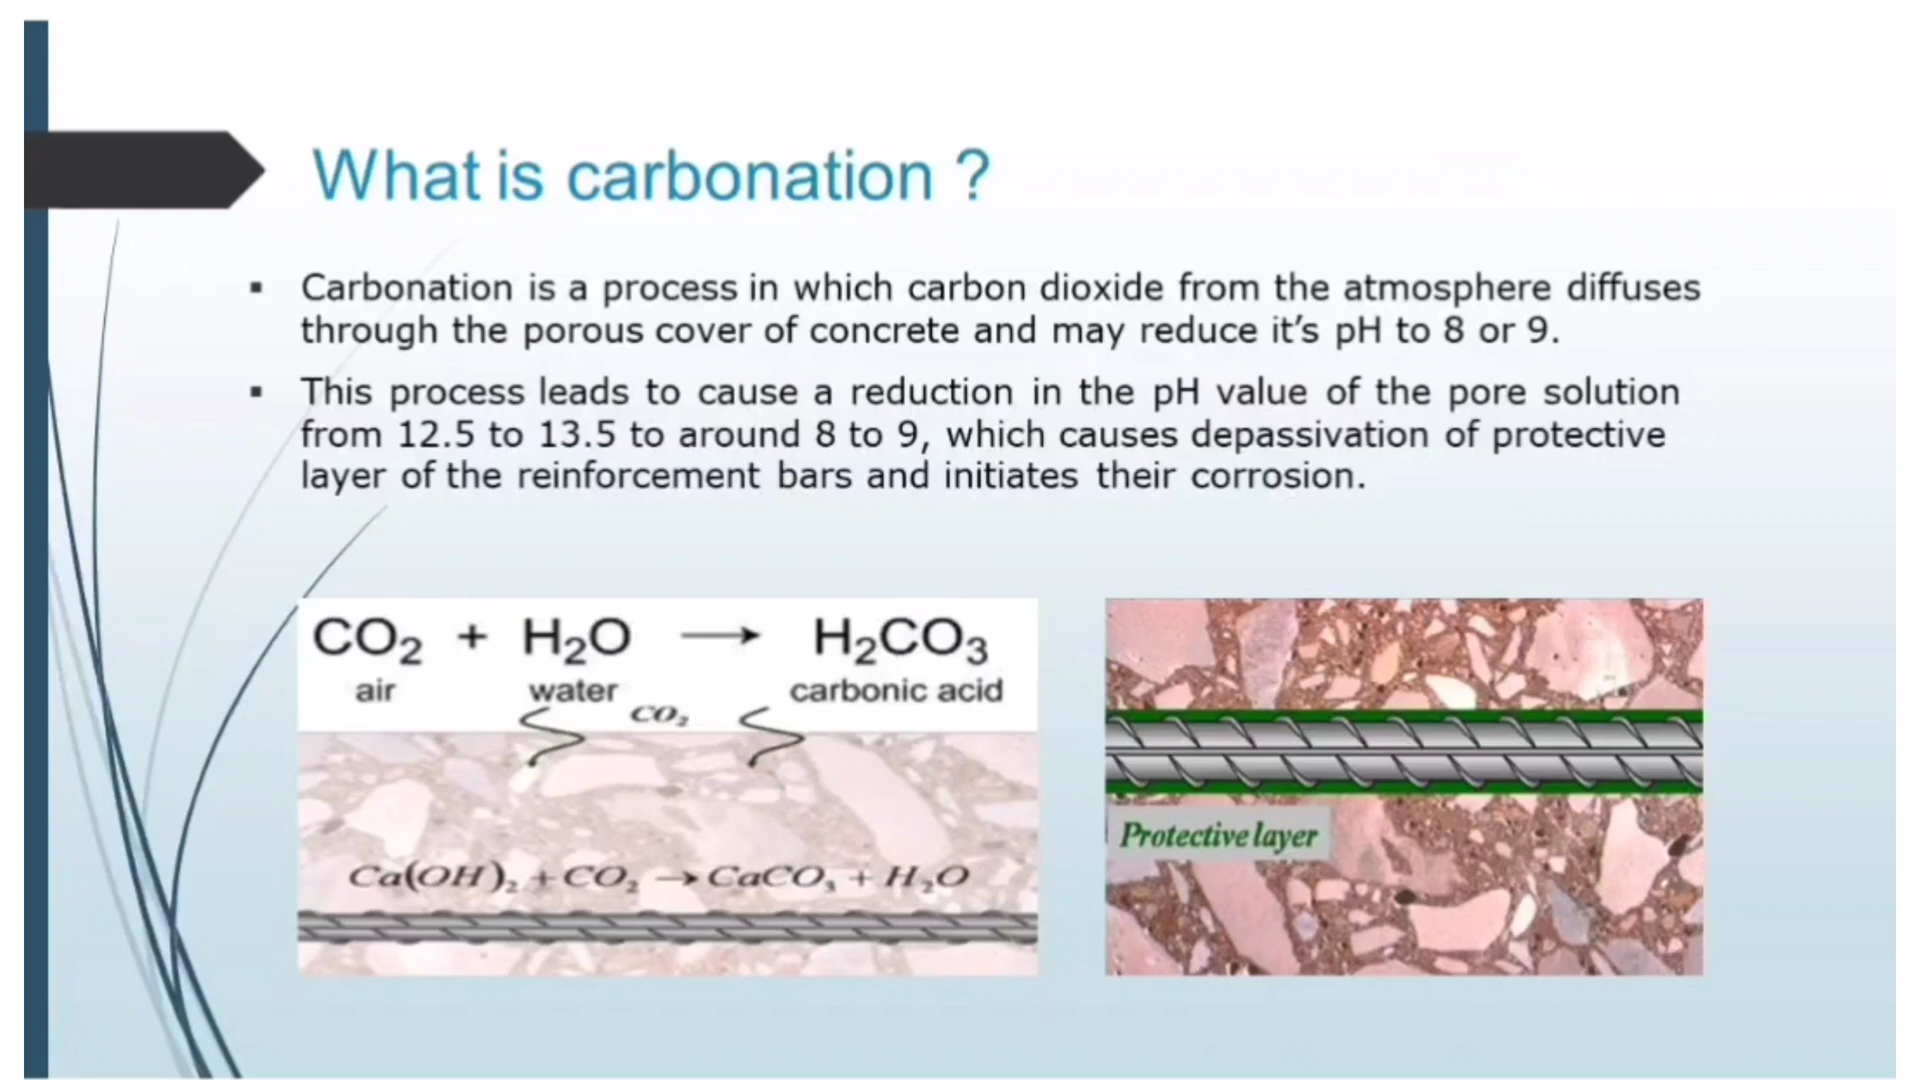 What is carbonation ?
▪ Carbonation is a process in which carbon dioxide from the atmosphere diffuses
through the porous cover of concrete and may reduce it’s pH to 8 or 9.
▪ This process leads to cause a reduction in the pH value of the pore solution
from 12.5 to 13.5 to around 8 to 9, which causes depassivation of protective
layer of the reinforcement bars and initiates their corrosion.
CO₂ + H₂O → H₂CO₃
air water carbonic acid
CO₂
Ca(OH)₂ + CO₂ → CaCO₃ + H₂O
Protective layer